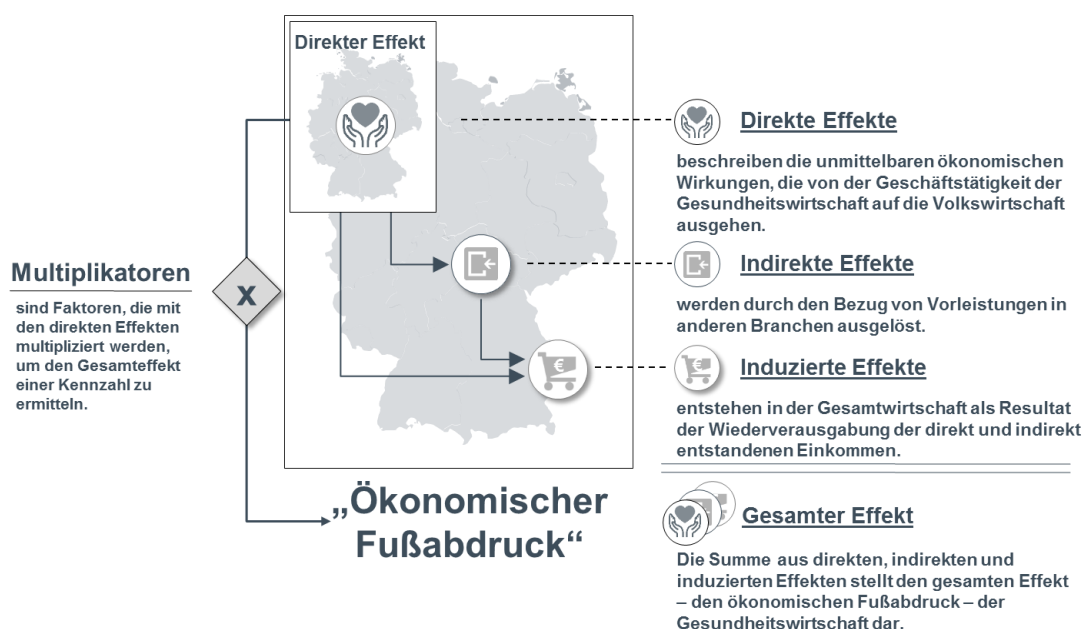 Direkter Effekt
Direkte Effekte
beschreiben die unmittelbaren ökonomischen
Wirkungen, die von der Geschäftstätigkeit der
Gesundheitswirtschaft auf die Volkswirtschaft
ausgehen.
Multiplikatoren
sind Faktoren, die mit
den direkten Effekten
multipliziert werden,
um den Gesamteffekt
einer Kennzahl zu
ermitteln.
x
Indirekte Effekte
werden durch den Bezug von Vorleistungen in
anderen Branchen ausgelöst.
€
€
Induzierte Effekte
entstehen in der Gesamtwirtschaft als Resultat
der Wiederverausgabung der direkt und indirekt
entstandenen Einkommen.
„Ökonomischer
Fußabdruck“
Gesamter Effekt
Die Summe aus direkten, indirekten und
induzierten Effekten stellt den gesamten Effekt
– den ökonomischen Fußabdruck – der
Gesundheitswirtschaft dar.